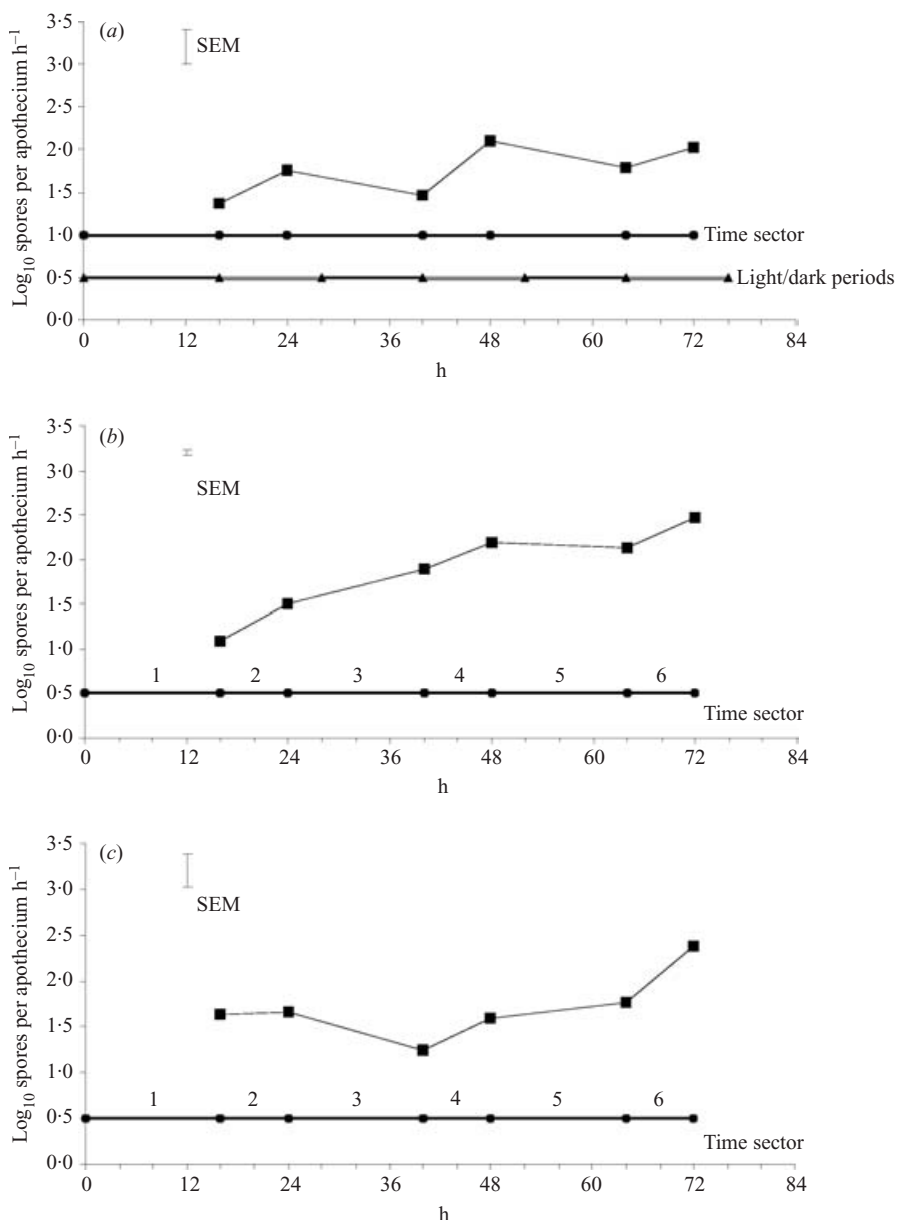 (a)
3·5
3·0
2·5
2·0
1·5
1·0
0·5
0·0
Log₁₀ spores per apothecium h⁻¹
SEM
Time sector
Light/dark periods
0 12 24 36 48 60 72 84
h
(b)
3·5
3·0
2·5
2·0
1·5
1·0
0·5
0·0
Log₁₀ spores per apothecium h⁻¹
SEM
1 2 3 4 5 6
Time sector
0 12 24 36 48 60 72 84
h
(c)
3·5
3·0
2·5
2·0
1·5
1·0
0·5
0·0
Log₁₀ spores per apothecium h⁻¹
SEM
1 2 3 4 5 6
Time sector
0 12 24 36 48 60 72 84
h